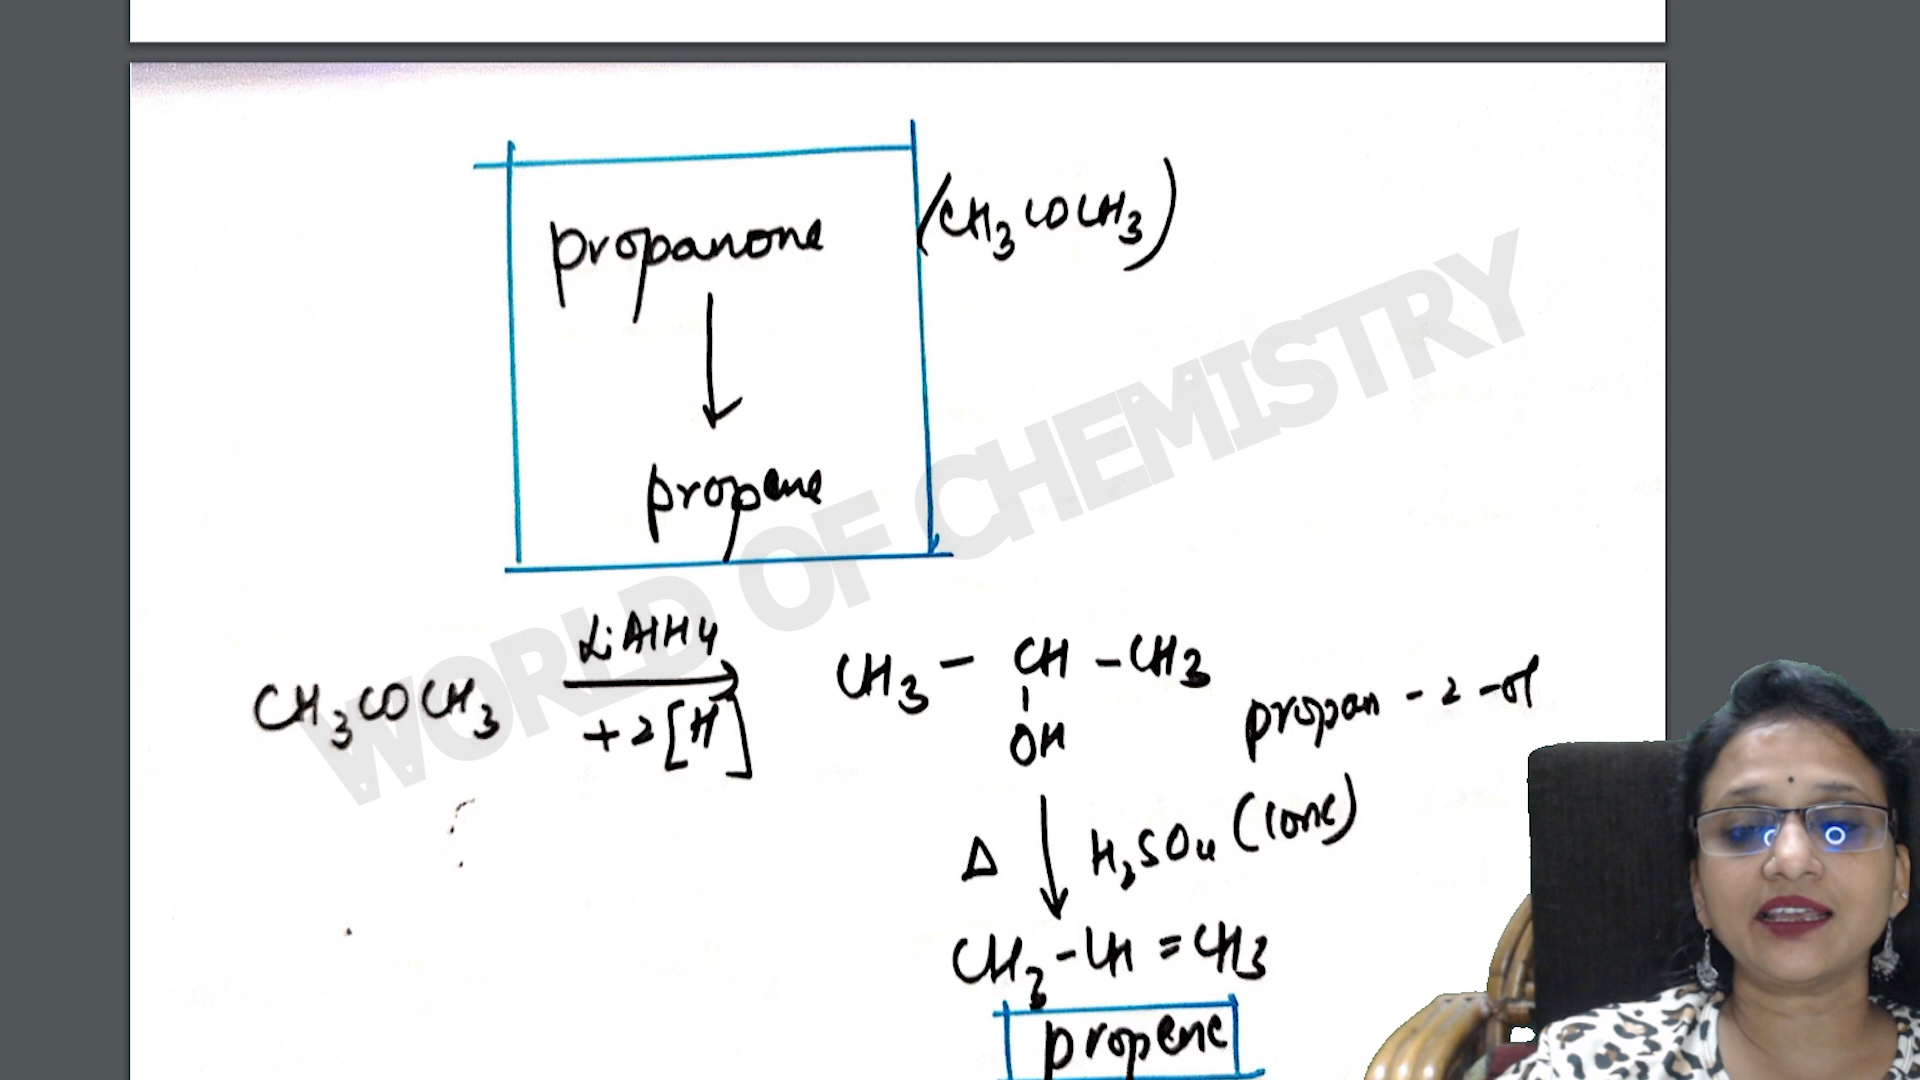 propanone (CH3COCH3)
propene
LiAlH4
CH3COCH3 + 2[H] CH3 - CH - CH3
OH
propan - 2 - ol
Δ H2SO4 (conc)
CH3 - CH = CH3
propene
WORLD OF CHEMISTRY